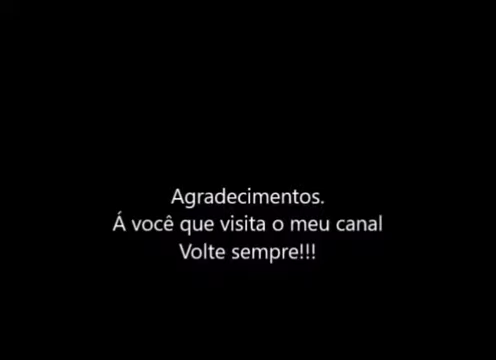 Agradecimentos.
Á você que visita o meu canal
Volte sempre!!!